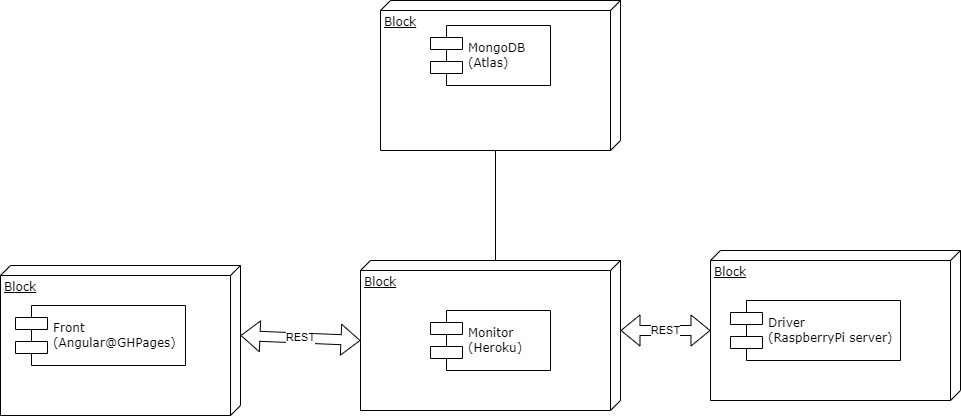 Block
MongoDB
(Atlas)
Block
Front
(Angular@GHPages)
REST
Block
Monitor
(Heroku)
REST
Block
Driver
(RaspberryPi server)